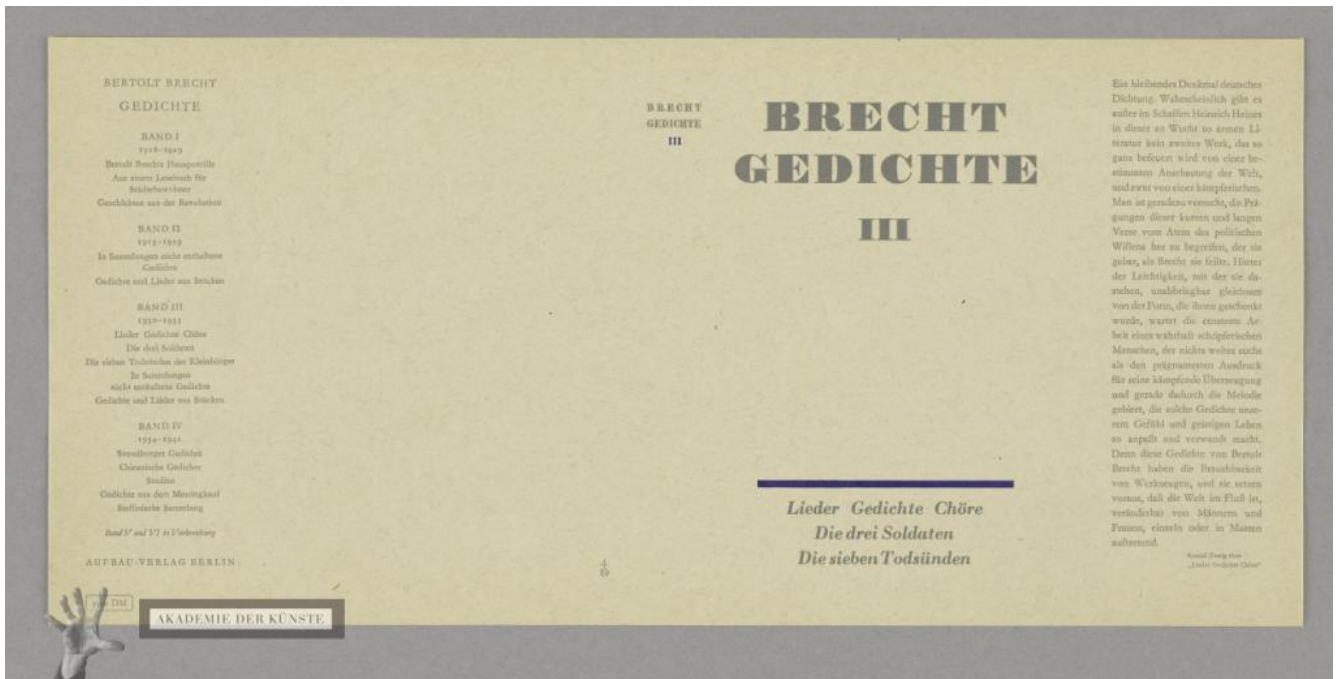 BERTOLT BRECHT
GEDICHTE
BAND I
1918–1929
Bertolt Brechts Hauspostille
Aus einem Lesebuch für
Städtebewohner
Geschichten aus der Revolution
BAND II
1913–1929
In Sammlungen nicht enthaltene
Gedichte
Gedichte und Lieder aus Stücken
BAND III
1930–1933
Lieder Gedichte Chöre
Die drei Soldaten
Die sieben Todsünden der Kleinbürger
In Sammlungen
nicht enthaltene Gedichte
Gedichte und Lieder aus Stücken
BAND IV
1934–1941
Svendborger Gedichte
Chinesische Gedichte
Studien
Gedichte aus dem Messingkauf
Steffinische Sammlung
Band V und VI in Vorbereitung
AUFBAU-VERLAG BERLIN
DM
AKADEMIE DER KÜNSTE
BRECHT
GEDICHTE
III
BRECHT
GEDICHTE
III
Lieder Gedichte Chöre
Die drei Soldaten
Die sieben Todsünden
Ein bleibendes Denkmal deutscher
Dichtung. Wahrscheinlich gibt es
außer im Schaffen Heinrich Heines
in dieser an Wucht so armen Li-
teratur kein zweites Werk, das so
ganz befeuert wird von einer be-
stimmten Anschauung der Welt,
und zwar von einer kämpferischen.
Man ist geradezu versucht, die Prä-
gungen dieser kurzen und langen
Verse vom Atem des politischen
Willens her zu begreifen, der sie
gebar, als Brecht sie feilte. Hinter
der Leichtigkeit, mit der sie da-
stehen, unabbringbar gleichsam
von der Form, die ihnen geschenkt
wurde, wartet die ernsteste Ar-
beit eines wahrhaft schöpferischen
Menschen, der nichts weiter sucht
als den prägnantesten Ausdruck
für seine kämpfende Überzeugung
und gerade dadurch die Melodie
gebiert, die solche Gedichte unse-
rem Gefühl und geistigen Leben
so anpaßt und verwandt macht.
Denn diese Gedichte von Bertolt
Brecht haben die Brauchbarkeit
von Werkzeugen, und sie setzen
voraus, daß die Welt im Fluß ist,
veränderbar von Männern und
Frauen, einzeln oder in Massen
auftretend.
Arnold Zweig über
„Lieder Gedichte Chöre"